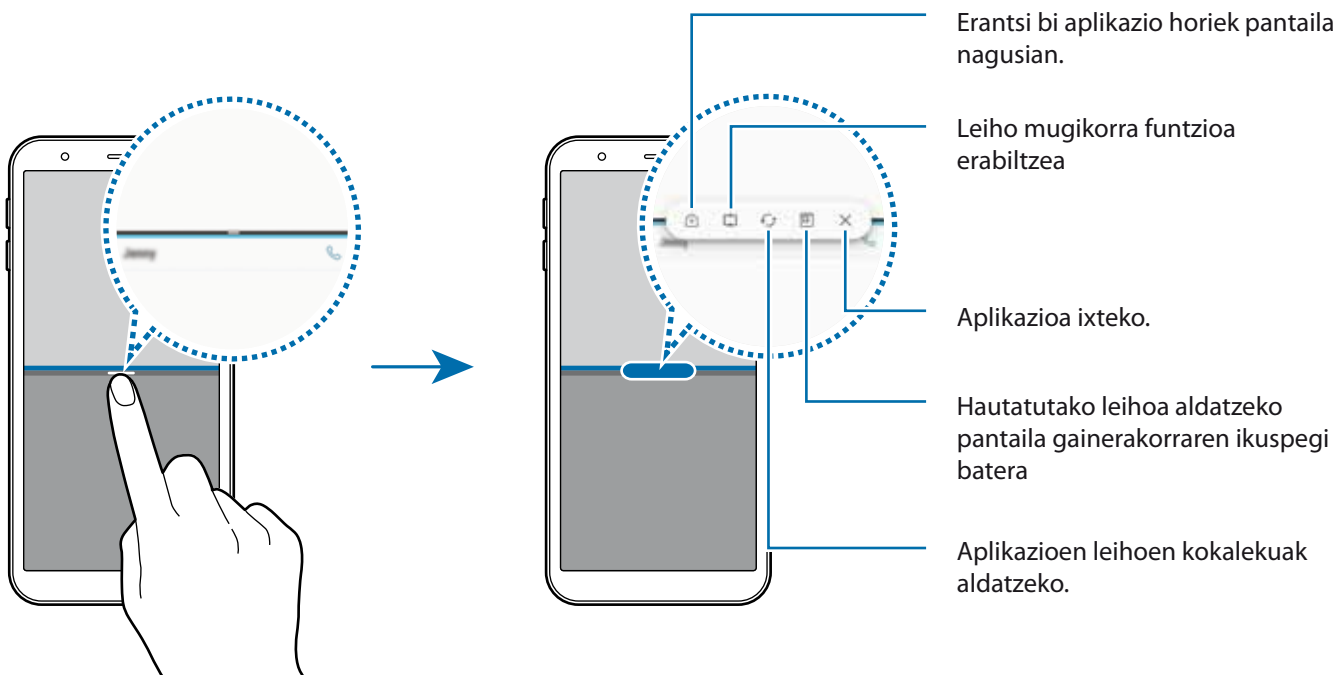 Erantsi bi aplikazio horiek pantaila
nagusian.
Leiho mugikorra funtzioa
erabiltzea
Aplikazioa ixteko.
Hautatutako leihoa aldatzeko
pantaila gainerakorraren ikuspegi
batera
Aplikazioen leihoen kokalekuak
aldatzeko.